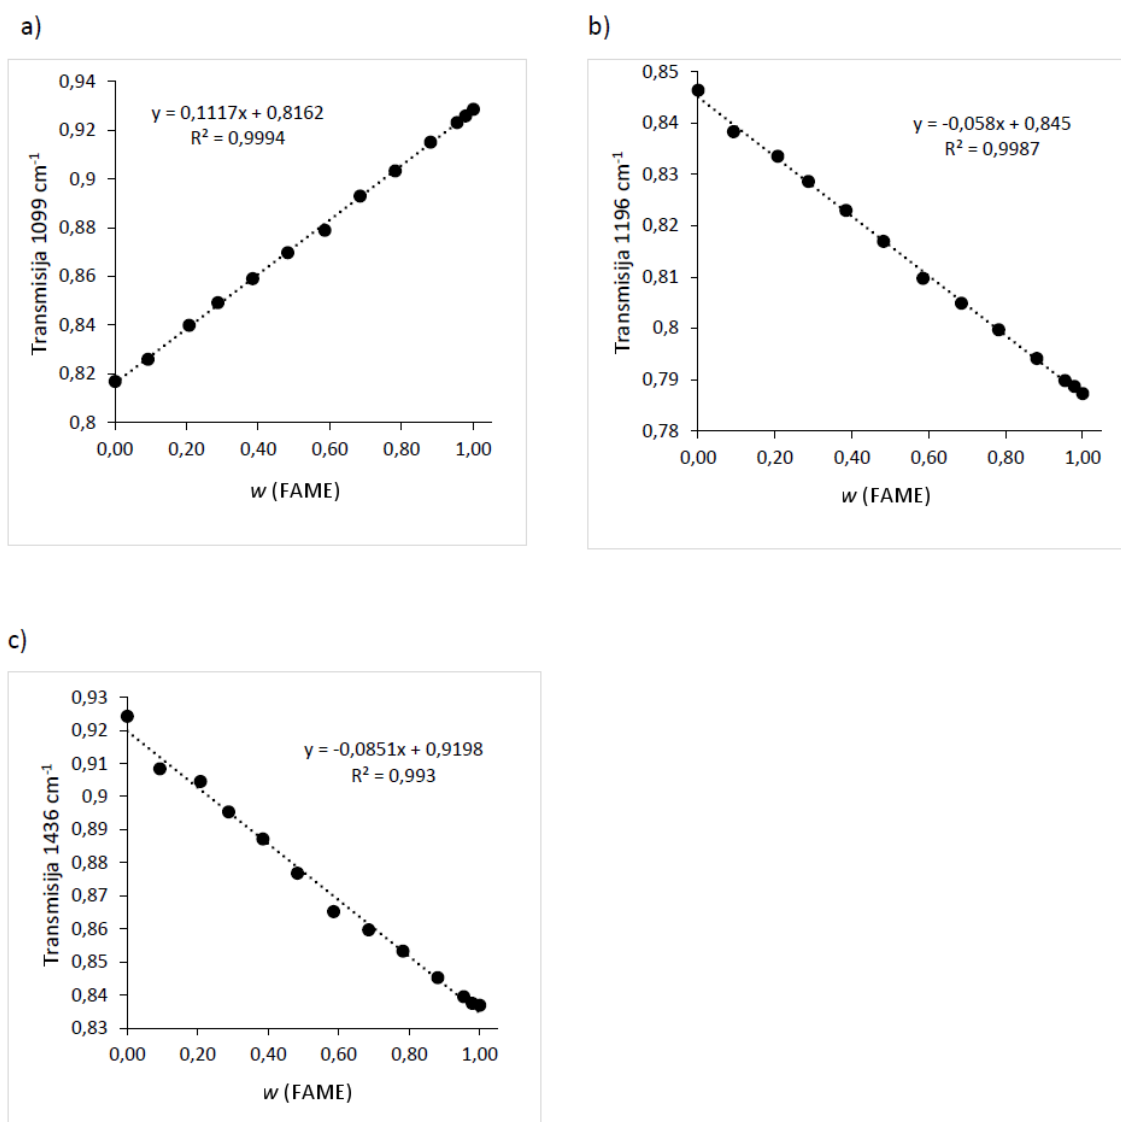 a)
y = 0,1117x + 0,8162
R² = 0,9994
Transmisija 1099 cm⁻¹
0,94
0,92
0,9
0,88
0,86
0,84
0,82
0,8
0,00 0,20 0,40 0,60 0,80 1,00
w (FAME)
b)
y = -0,058x + 0,845
R² = 0,9987
Transmisija 1196 cm⁻¹
0,85
0,84
0,83
0,82
0,81
0,8
0,79
0,78
0,00 0,20 0,40 0,60 0,80 1,00
w (FAME)
c)
y = -0,0851x + 0,9198
R² = 0,993
Transmisija 1436 cm⁻¹
0,93
0,92
0,91
0,9
0,89
0,88
0,87
0,86
0,85
0,84
0,83
0,00 0,20 0,40 0,60 0,80 1,00
w (FAME)